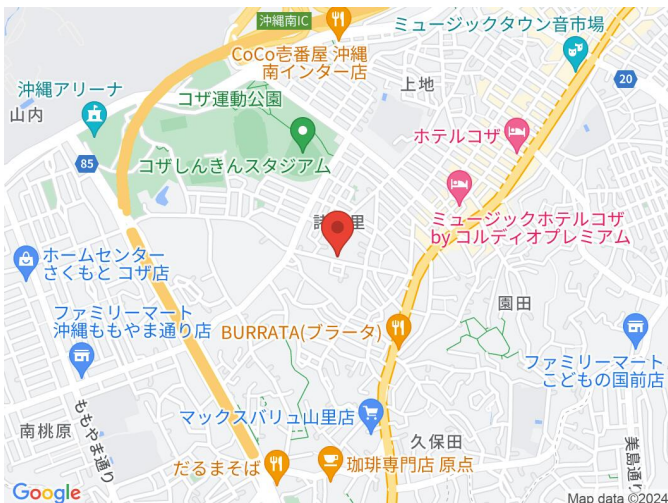 沖縄南IC
CoCo壱番屋 沖縄
南インター店
ミュージックタウン音市場
20
沖縄アリーナ
山内
コザ運動公園
上地
ホテルコザ
コザしんきんスタジアム
85
ミュージックホテルコザ
by コルディオプレミアム
里
ホームセンター
さくもと コザ店
園田
ファミリーマート
沖縄ももやま通り店
BURRATA(ブラータ)
ファミリーマート
こどもの国前店
マックスバリュ山里店
南桃原
ももやま通り
久保田
美島通り
だるまそば
珈琲専門店 原点
Google
Map data ©2024